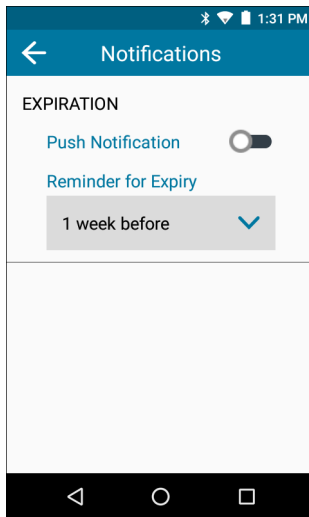 1:31 PM
Notifications
EXPIRATION
Push Notification
Reminder for Expiry
1 week before